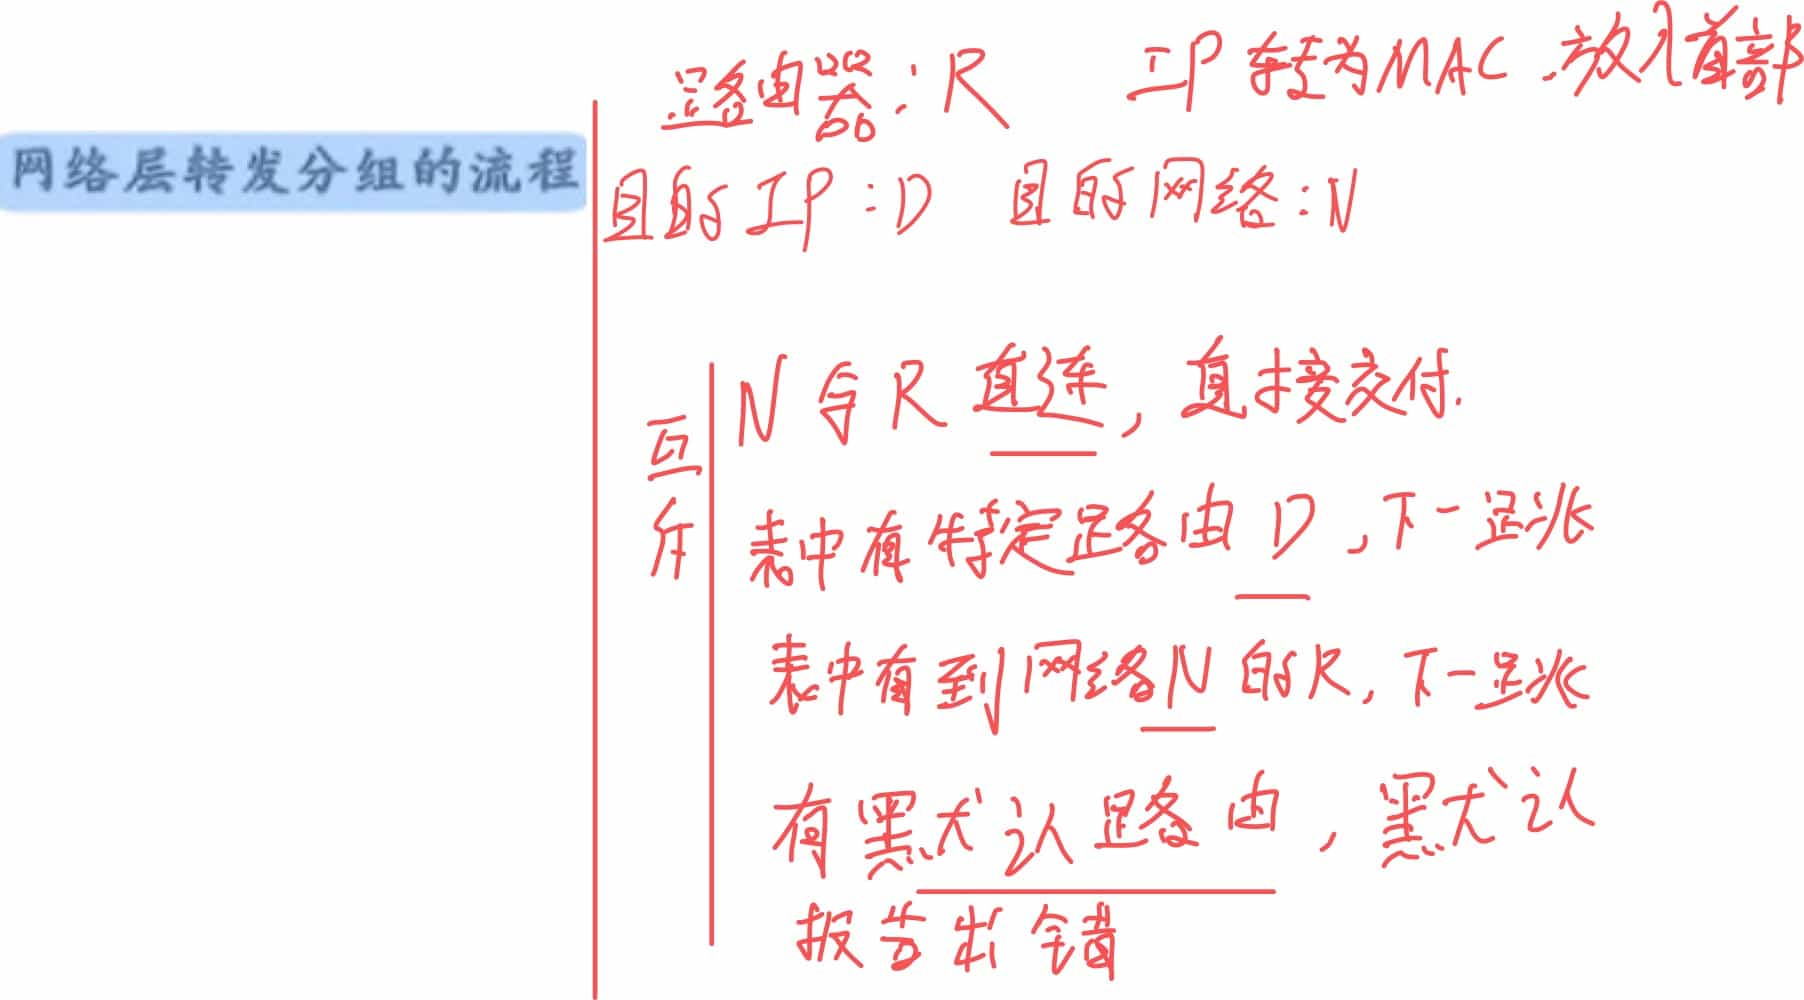 路由器:R IP转为MAC.放入首部
网络层转发分组的流程
目的IP:D 目的网络:N
N与R直连,直接交付.
表中有特定路由D,下一跳
表中有到网络N的R,下一跳
有默认路由,默认
报告出错